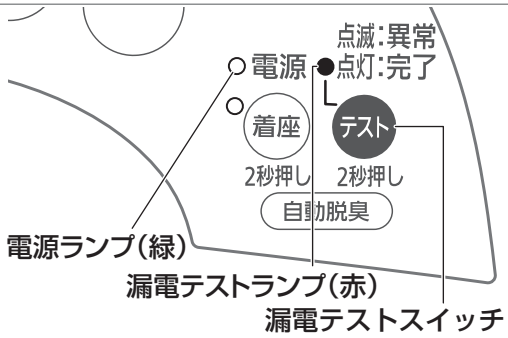 点滅:異常
電源 点灯:完了
着座 テスト
2秒押し 2秒押し
自動脱臭
電源ランプ(緑)
漏電テストランプ(赤)
漏電テストスイッチ